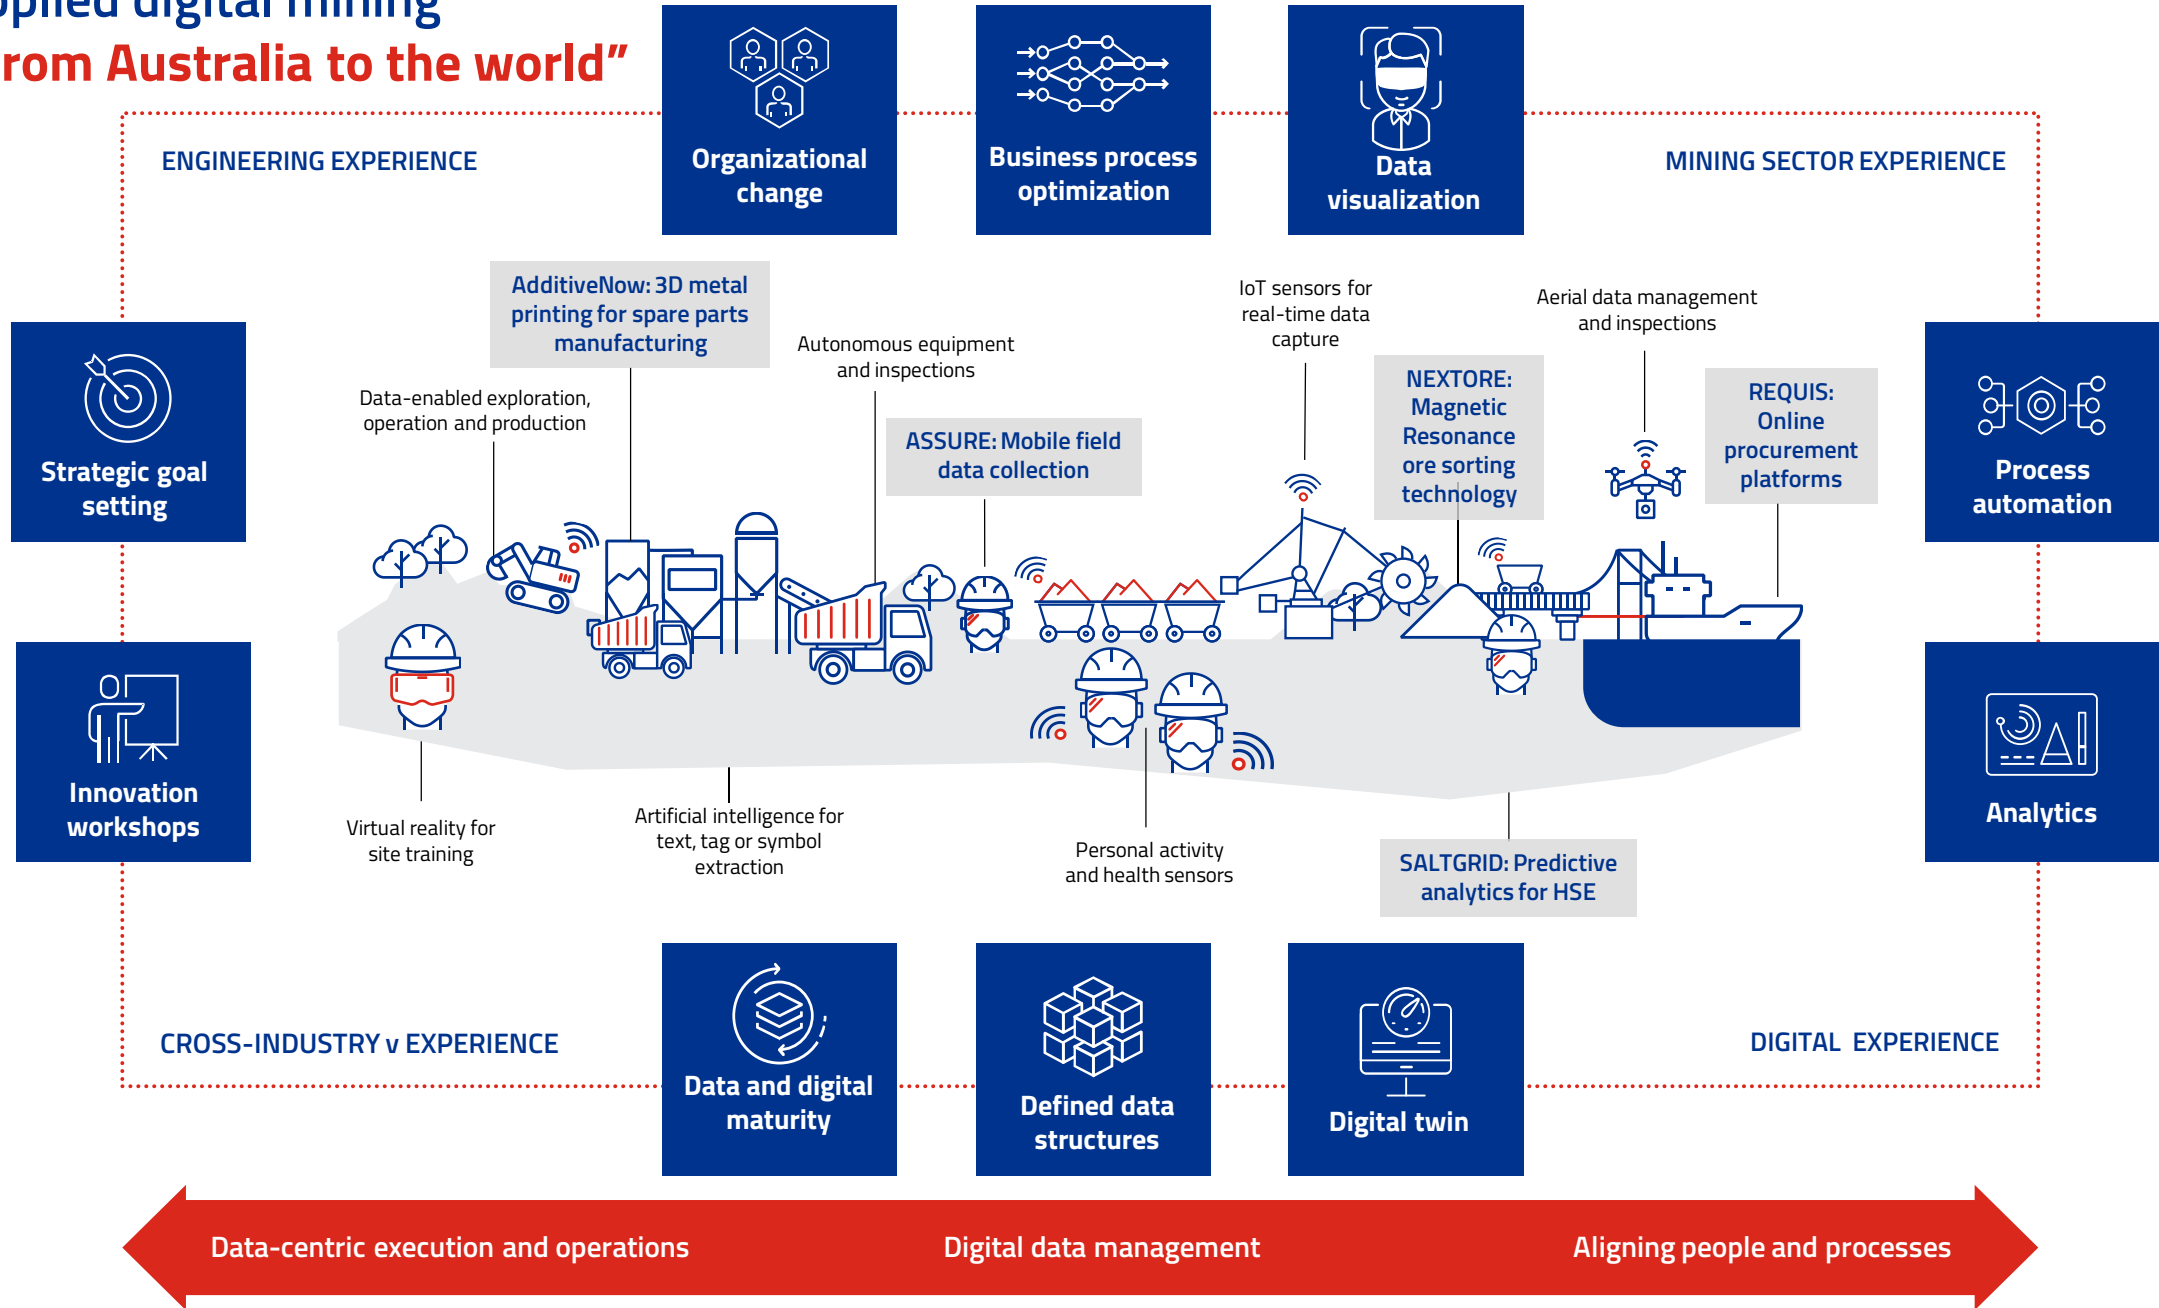 digital mining
Australia to the world”
Organizational
change
Business process
optimization
Data
visualization
ENGINEERING EXPERIENCE
MINING SECTOR EXPERIENCE
AdditiveNow: 3D metal
printing for spare parts
manufacturing
Data-enabled exploration,
operation and production
Autonomous equipment
and inspections
ASSURE: Mobile field
data collection
IoT sensors for
real-time data
capture
NEXTORE:
Magnetic
Resonance
ore sorting
technology
Aerial data management
and inspections
REQUIS:
Online
procurement
platforms
Strategic goal
setting
Process
automation
Innovation
workshops
Analytics
Virtual reality for
site training
Artificial intelligence for
text, tag or symbol
extraction
Personal activity
and health sensors
SALTGRID: Predictive
analytics for HSE
CROSS-INDUSTRY v EXPERIENCE
DIGITAL EXPERIENCE
Data and digital
maturity
Defined data
structures
Digital twin
Data-centric execution and operations
Digital data management
Aligning people and processes